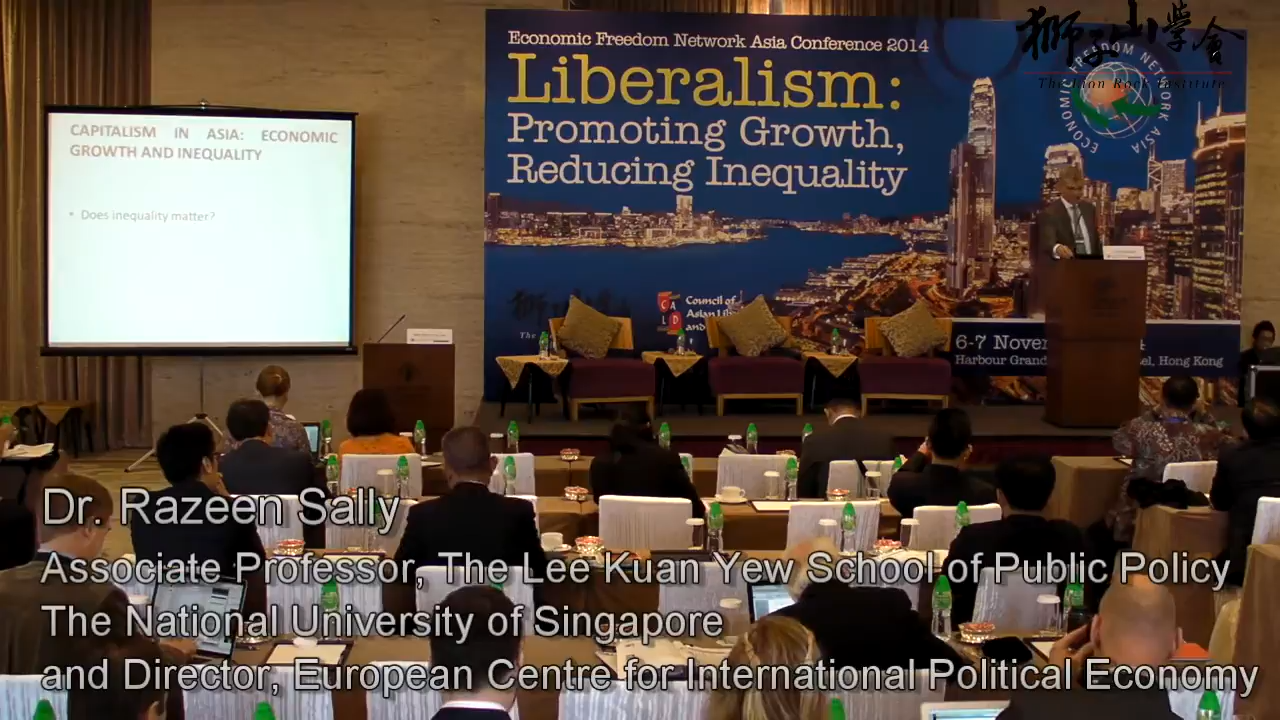 獅子山學會
The Lion Rock Institute
ECONOMIC FREEDOM NETWORK ASIA
Economic Freedom Network Asia Conference 2014
Liberalism:
Promoting Growth,
Reducing Inequality
CAPITALISM IN ASIA: ECONOMIC
GROWTH AND INEQUALITY
• Does inequality matter?
CALD
Council of
Asian
and
6-7
Harbour Grand
Hong Kong
Dr. Razeen Sally
Associate Professor, The Lee Kuan Yew School of Public Policy
The National University of Singapore
and Director, European Centre for International Political Economy